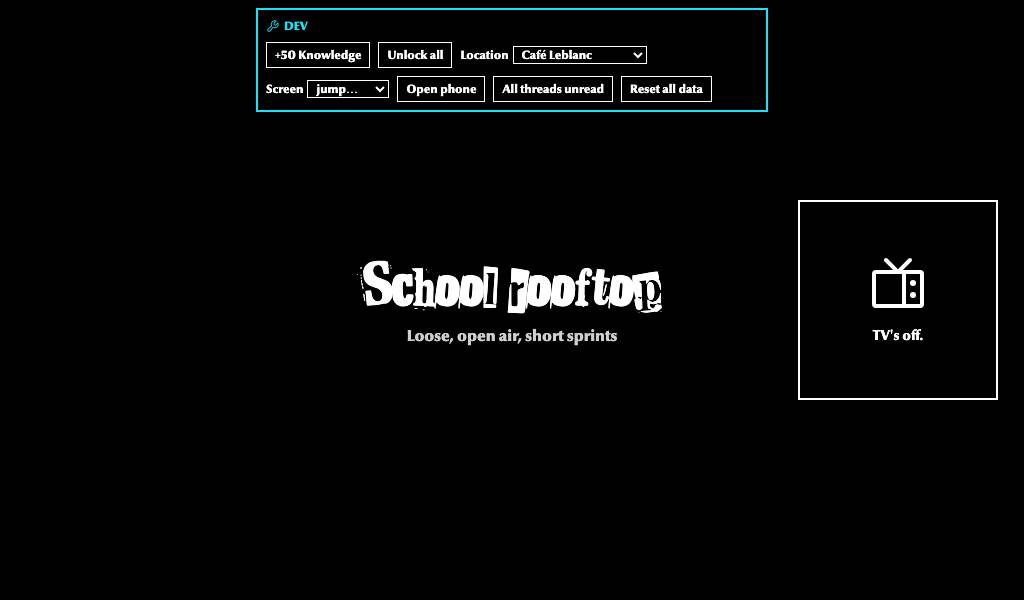 DEV
+50 Knowledge Unlock all Location Café Leblanc
Screen jump... Open phone All threads unread Reset all data
School rooftop
Loose, open air, short sprints
TV's off.